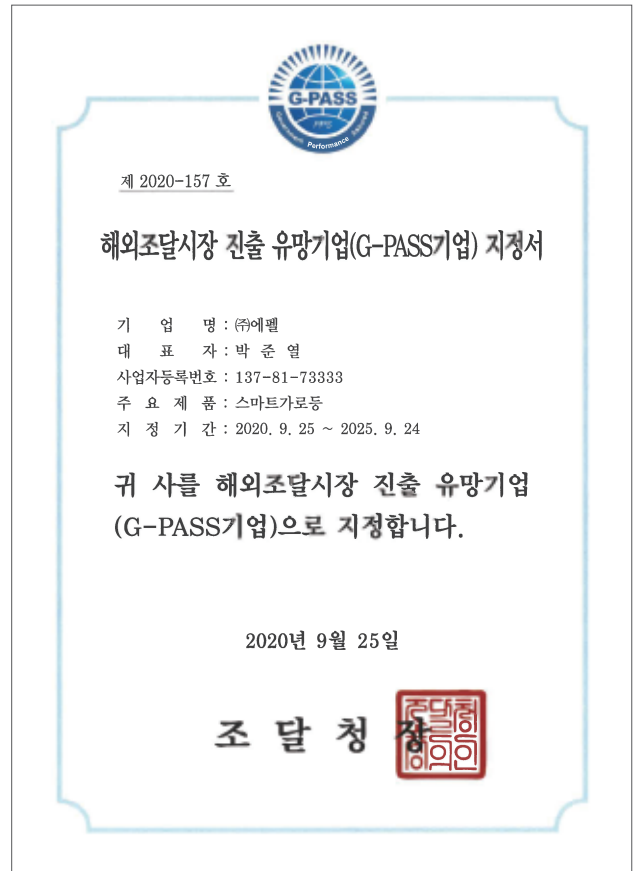 G-PASS
PPS
Government Performance Assured
제 2020-157 호
해외조달시장 진출 유망기업(G-PASS기업) 지정서
기 업 명 : ㈜에펠
대 표 자 : 박 준 열
사업자등록번호 : 137-81-73333
주 요 제 품 : 스마트가로등
지 정 기 간 : 2020. 9. 25 ~ 2025. 9. 24
귀 사를 해외조달시장 진출 유망기업
(G-PASS기업)으로 지정합니다.
2020년 9월 25일
조 달 청 장